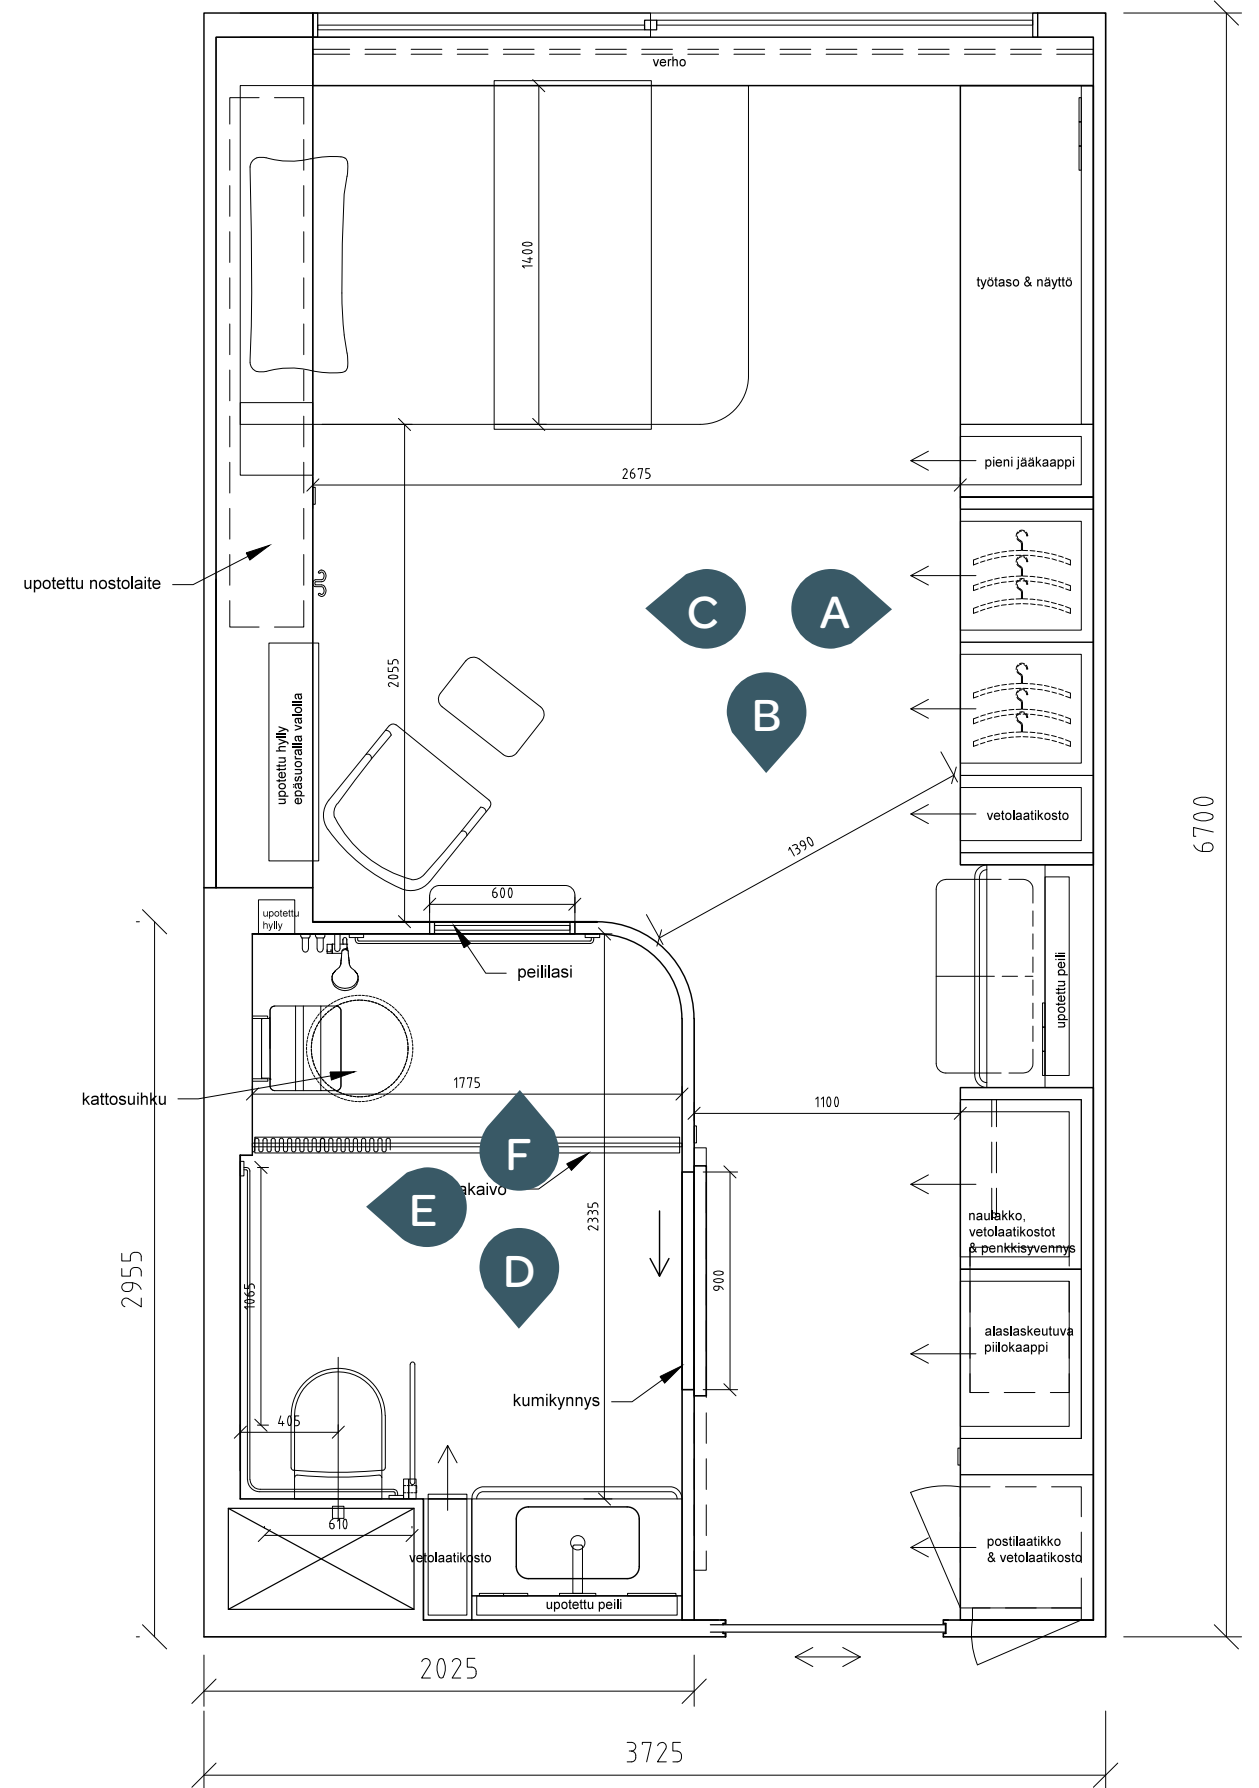 verho
1400
työtaso & näyttö
pieni jääkaappi
2675
upotettu nostolaite
C
A
B
2055
upotettu hylly
epäsuoralla valolla
vetolaatikosto
1390
6700
600
upotettu
hylly
peililasi
upotettu peili
kattosuihku
1775
1100
F
akaivo
E
D
2335
naulakko,
vetolaatikostot
& penkkisyvennys
2955
1065
900
alaslaskeutuva
piilokaappi
kumikynnys
405
610
vetolaatikosto
upotettu peili
postilaatikko
& vetolaatikosto
2025
3725